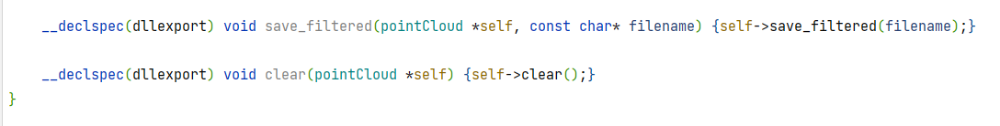 __declspec(dllexport) void save_filtered(pointCloud *self, const char* filename) {self->save_filtered(filename);}
__declspec(dllexport) void clear(pointCloud *self) {self->clear();}
}